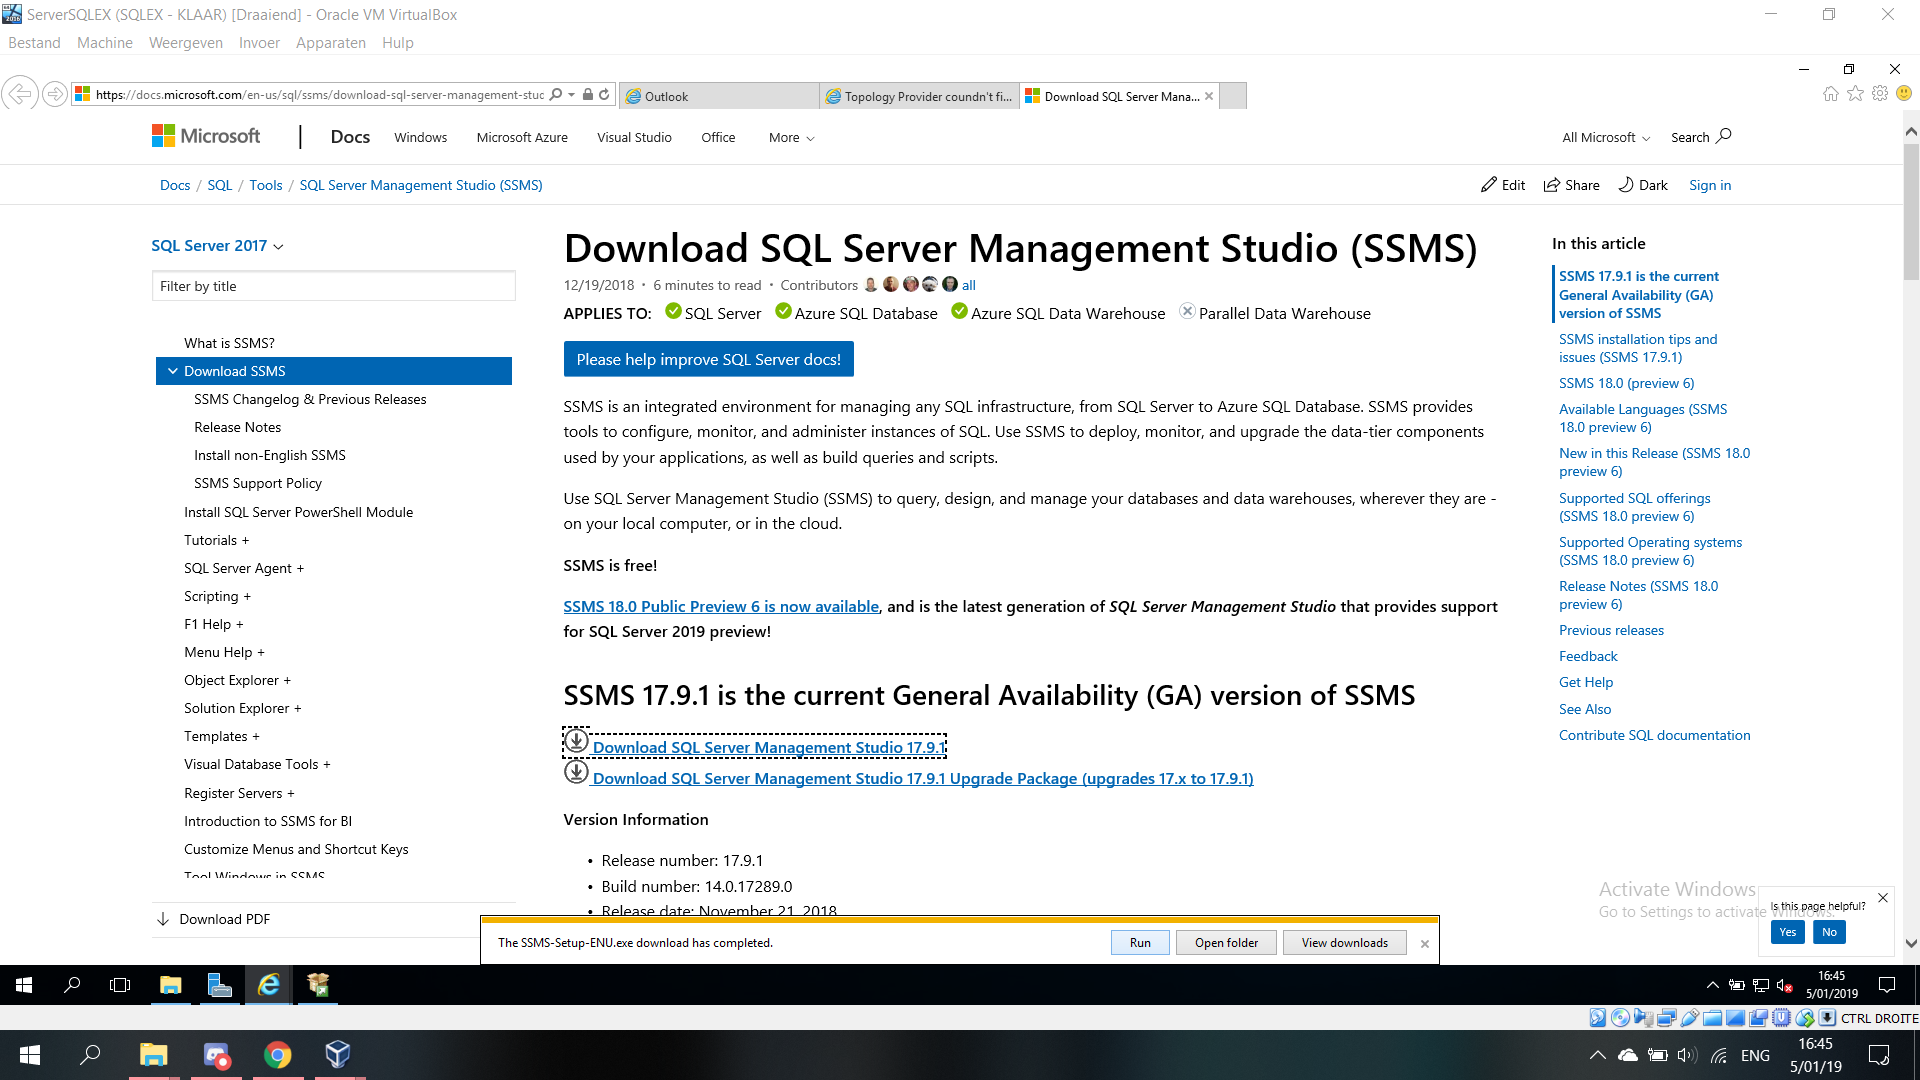 ServerSQLEX (SQLEX - KLAAR) [Draaiend] - Oracle VM VirtualBox
Bestand Machine Weergeven Invoer Apparaten Hulp
https://docs.microsoft.com/en-us/sql/ssms/download-sql-server-management-stuc
Outlook
Topology Provider coundn't fi...
Download SQL Server Mana...
Microsoft
Docs Windows Microsoft Azure Visual Studio Office More
All Microsoft Search
Docs / SQL / Tools / SQL Server Management Studio (SSMS)
Edit Share Dark Sign in
SQL Server 2017
Filter by title
What is SSMS?
Download SSMS
SSMS Changelog & Previous Releases
Release Notes
Install non-English SSMS
SSMS Support Policy
Install SQL Server PowerShell Module
Tutorials +
SQL Server Agent +
Scripting +
F1 Help +
Menu Help +
Object Explorer +
Solution Explorer +
Templates +
Visual Database Tools +
Register Servers +
Introduction to SSMS for BI
Customize Menus and Shortcut Keys
Tool Windows in SSMS
Download PDF
Download SQL Server Management Studio (SSMS)
12/19/2018 • 6 minutes to read • Contributors all
APPLIES TO: SQL Server Azure SQL Database Azure SQL Data Warehouse Parallel Data Warehouse
Please help improve SQL Server docs!
SSMS is an integrated environment for managing any SQL infrastructure, from SQL Server to Azure SQL Database. SSMS provides
tools to configure, monitor, and administer instances of SQL. Use SSMS to deploy, monitor, and upgrade the data-tier components
used by your applications, as well as build queries and scripts.
Use SQL Server Management Studio (SSMS) to query, design, and manage your databases and data warehouses, wherever they are -
on your local computer, or in the cloud.
SSMS is free!
SSMS 18.0 Public Preview 6 is now available, and is the latest generation of SQL Server Management Studio that provides support
for SQL Server 2019 preview!
SSMS 17.9.1 is the current General Availability (GA) version of SSMS
Download SQL Server Management Studio 17.9.1
Download SQL Server Management Studio 17.9.1 Upgrade Package (upgrades 17.x to 17.9.1)
Version Information
• Release number: 17.9.1
• Build number: 14.0.17289.0
• Release date: November 21, 2018
In this article
SSMS 17.9.1 is the current
General Availability (GA)
version of SSMS
SSMS installation tips and
issues (SSMS 17.9.1)
SSMS 18.0 (preview 6)
Available Languages (SSMS
18.0 preview 6)
New in this Release (SSMS 18.0
preview 6)
Supported SQL offerings
(SSMS 18.0 preview 6)
Supported Operating systems
(SSMS 18.0 preview 6)
Release Notes (SSMS 18.0
preview 6)
Previous releases
Feedback
Get Help
See Also
Contribute SQL documentation
Activate Windows
Go to Settings to activate Windows.
Is this page helpful?
Yes No
The SSMS-Setup-ENU.exe download has completed.
Run Open folder View downloads
16:45
5/01/2019
CTRL DROITE
ENG
16:45
5/01/19